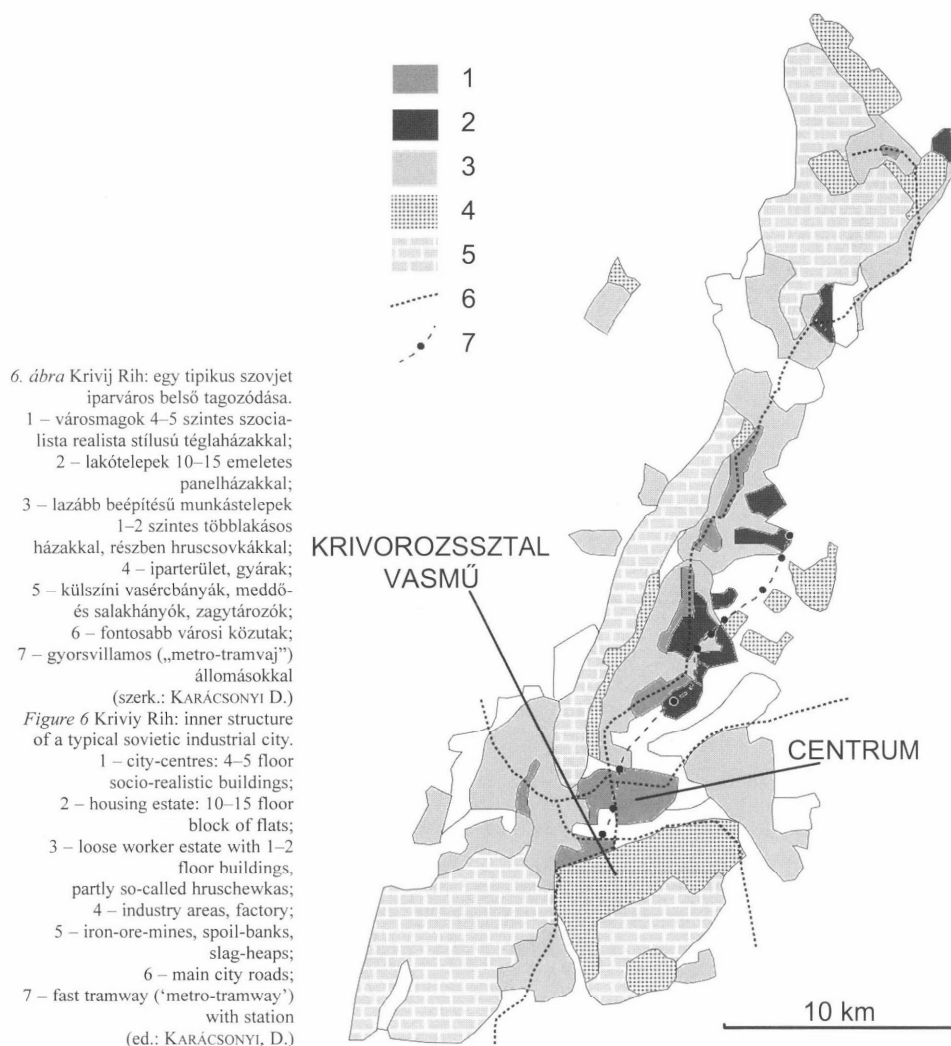 1
2
3
4
5
6
7
6. ábra Krivij Rih: egy tipikus szovjet
iparváros belső tagozódása.
1 – városmagok 4–5 szintes szocia-
lista realista stílusú téglaházakkal;
2 – lakótelepek 10–15 emeletes
panelházakkal;
3 – lazább beépítésű munkástelepek
1–2 szintes többlakásos
házakkal, részben hruscsovkákkal;
4 – iparterület, gyárak;
5 – külszíni vasércbányák, meddő-
és salakhányók, zagytározók;
6 – fontosabb városi közutak;
7 – gyorsvillamos („metro-tramvaj”)
állomásokkal
(szerk.: KARÁCSONYI D.)
Figure 6 Kriviy Rih: inner structure
of a typical sovietic industrial city.
1 – city-centres: 4–5 floor
socio-realistic buildings;
2 – housing estate: 10–15 floor
block of flats;
3 – loose worker estate with 1–2
floor buildings,
partly so-called hruschewkas;
4 – industry areas, factory;
5 – iron-ore-mines, spoil-banks,
slag-heaps;
6 – main city roads;
7 – fast tramway (‘metro-tramway’)
with station
(ed.: KARÁCSONYI, D.)
KRIVOROZSSZTAL
VASMŰ
CENTRUM
10 km